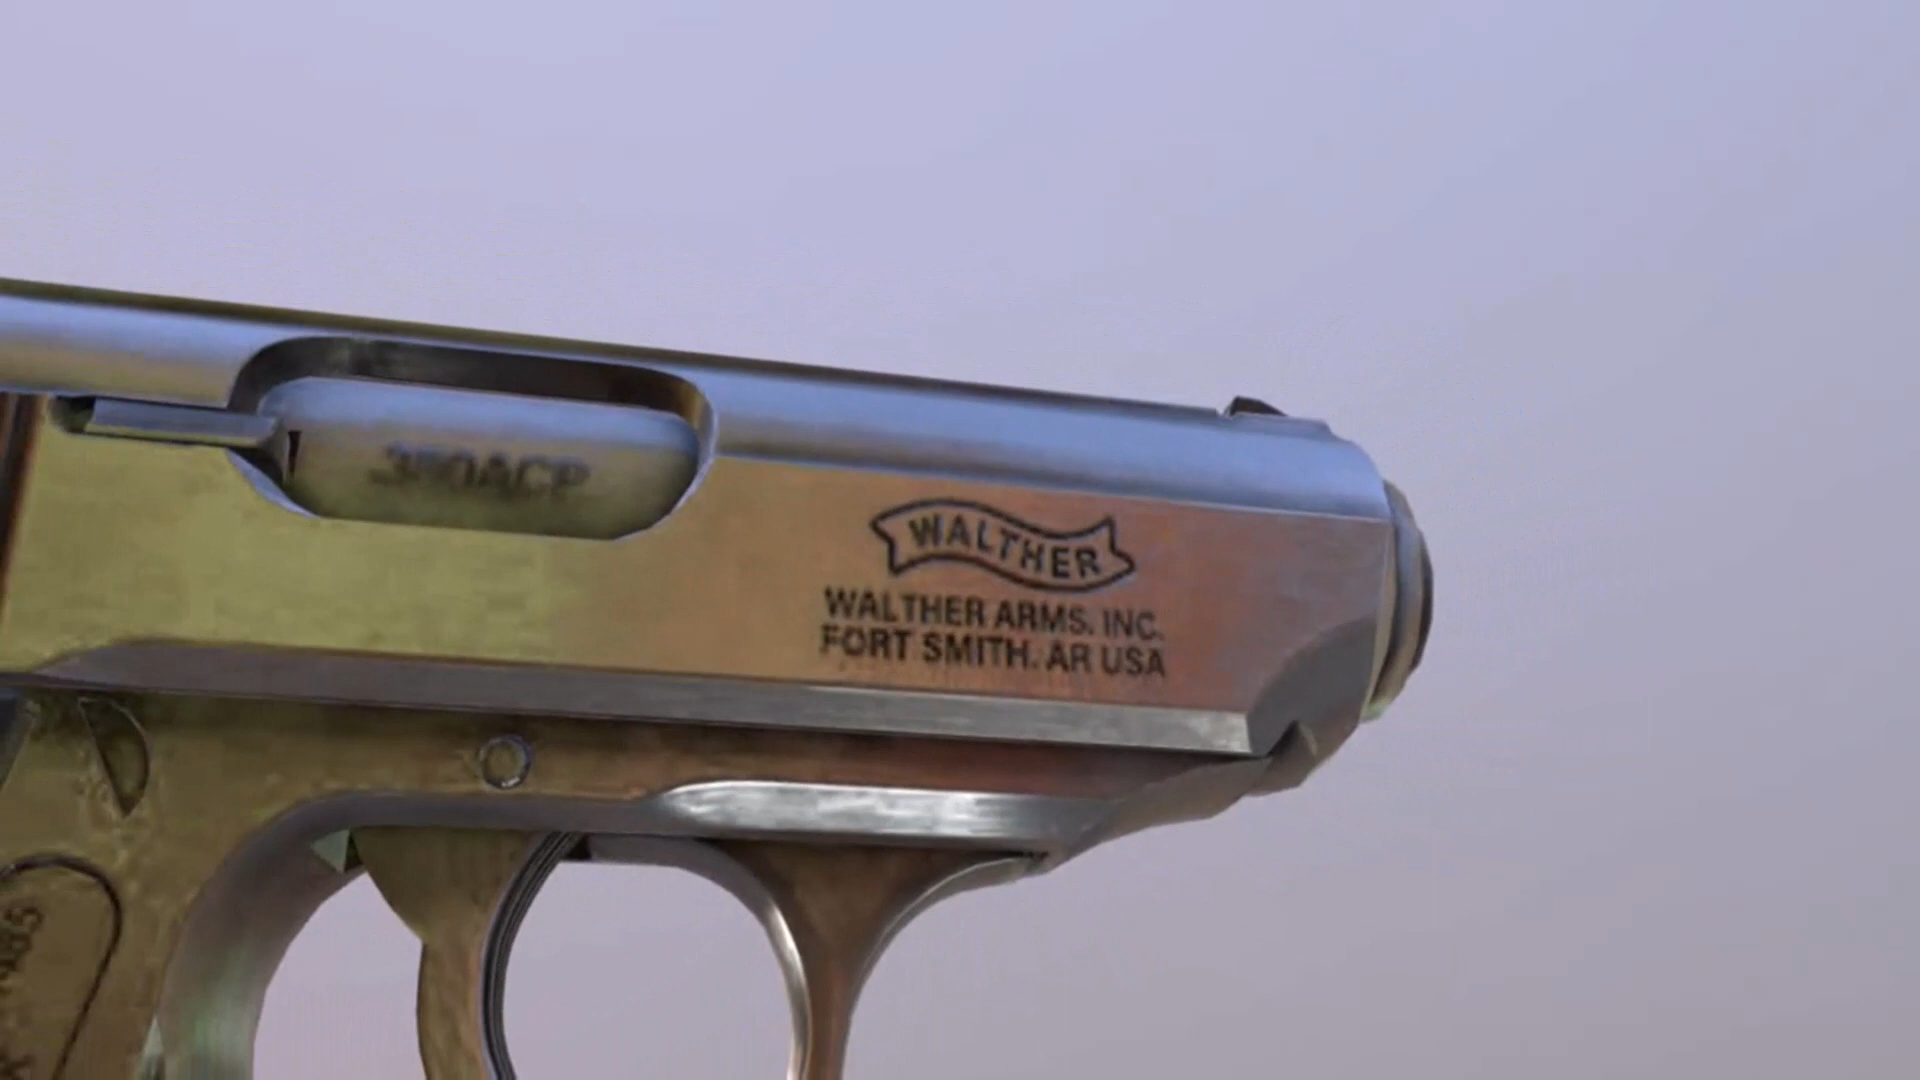 380ACP
WALTHER
WALTHER ARMS. INC.
FORT SMITH. AR USA